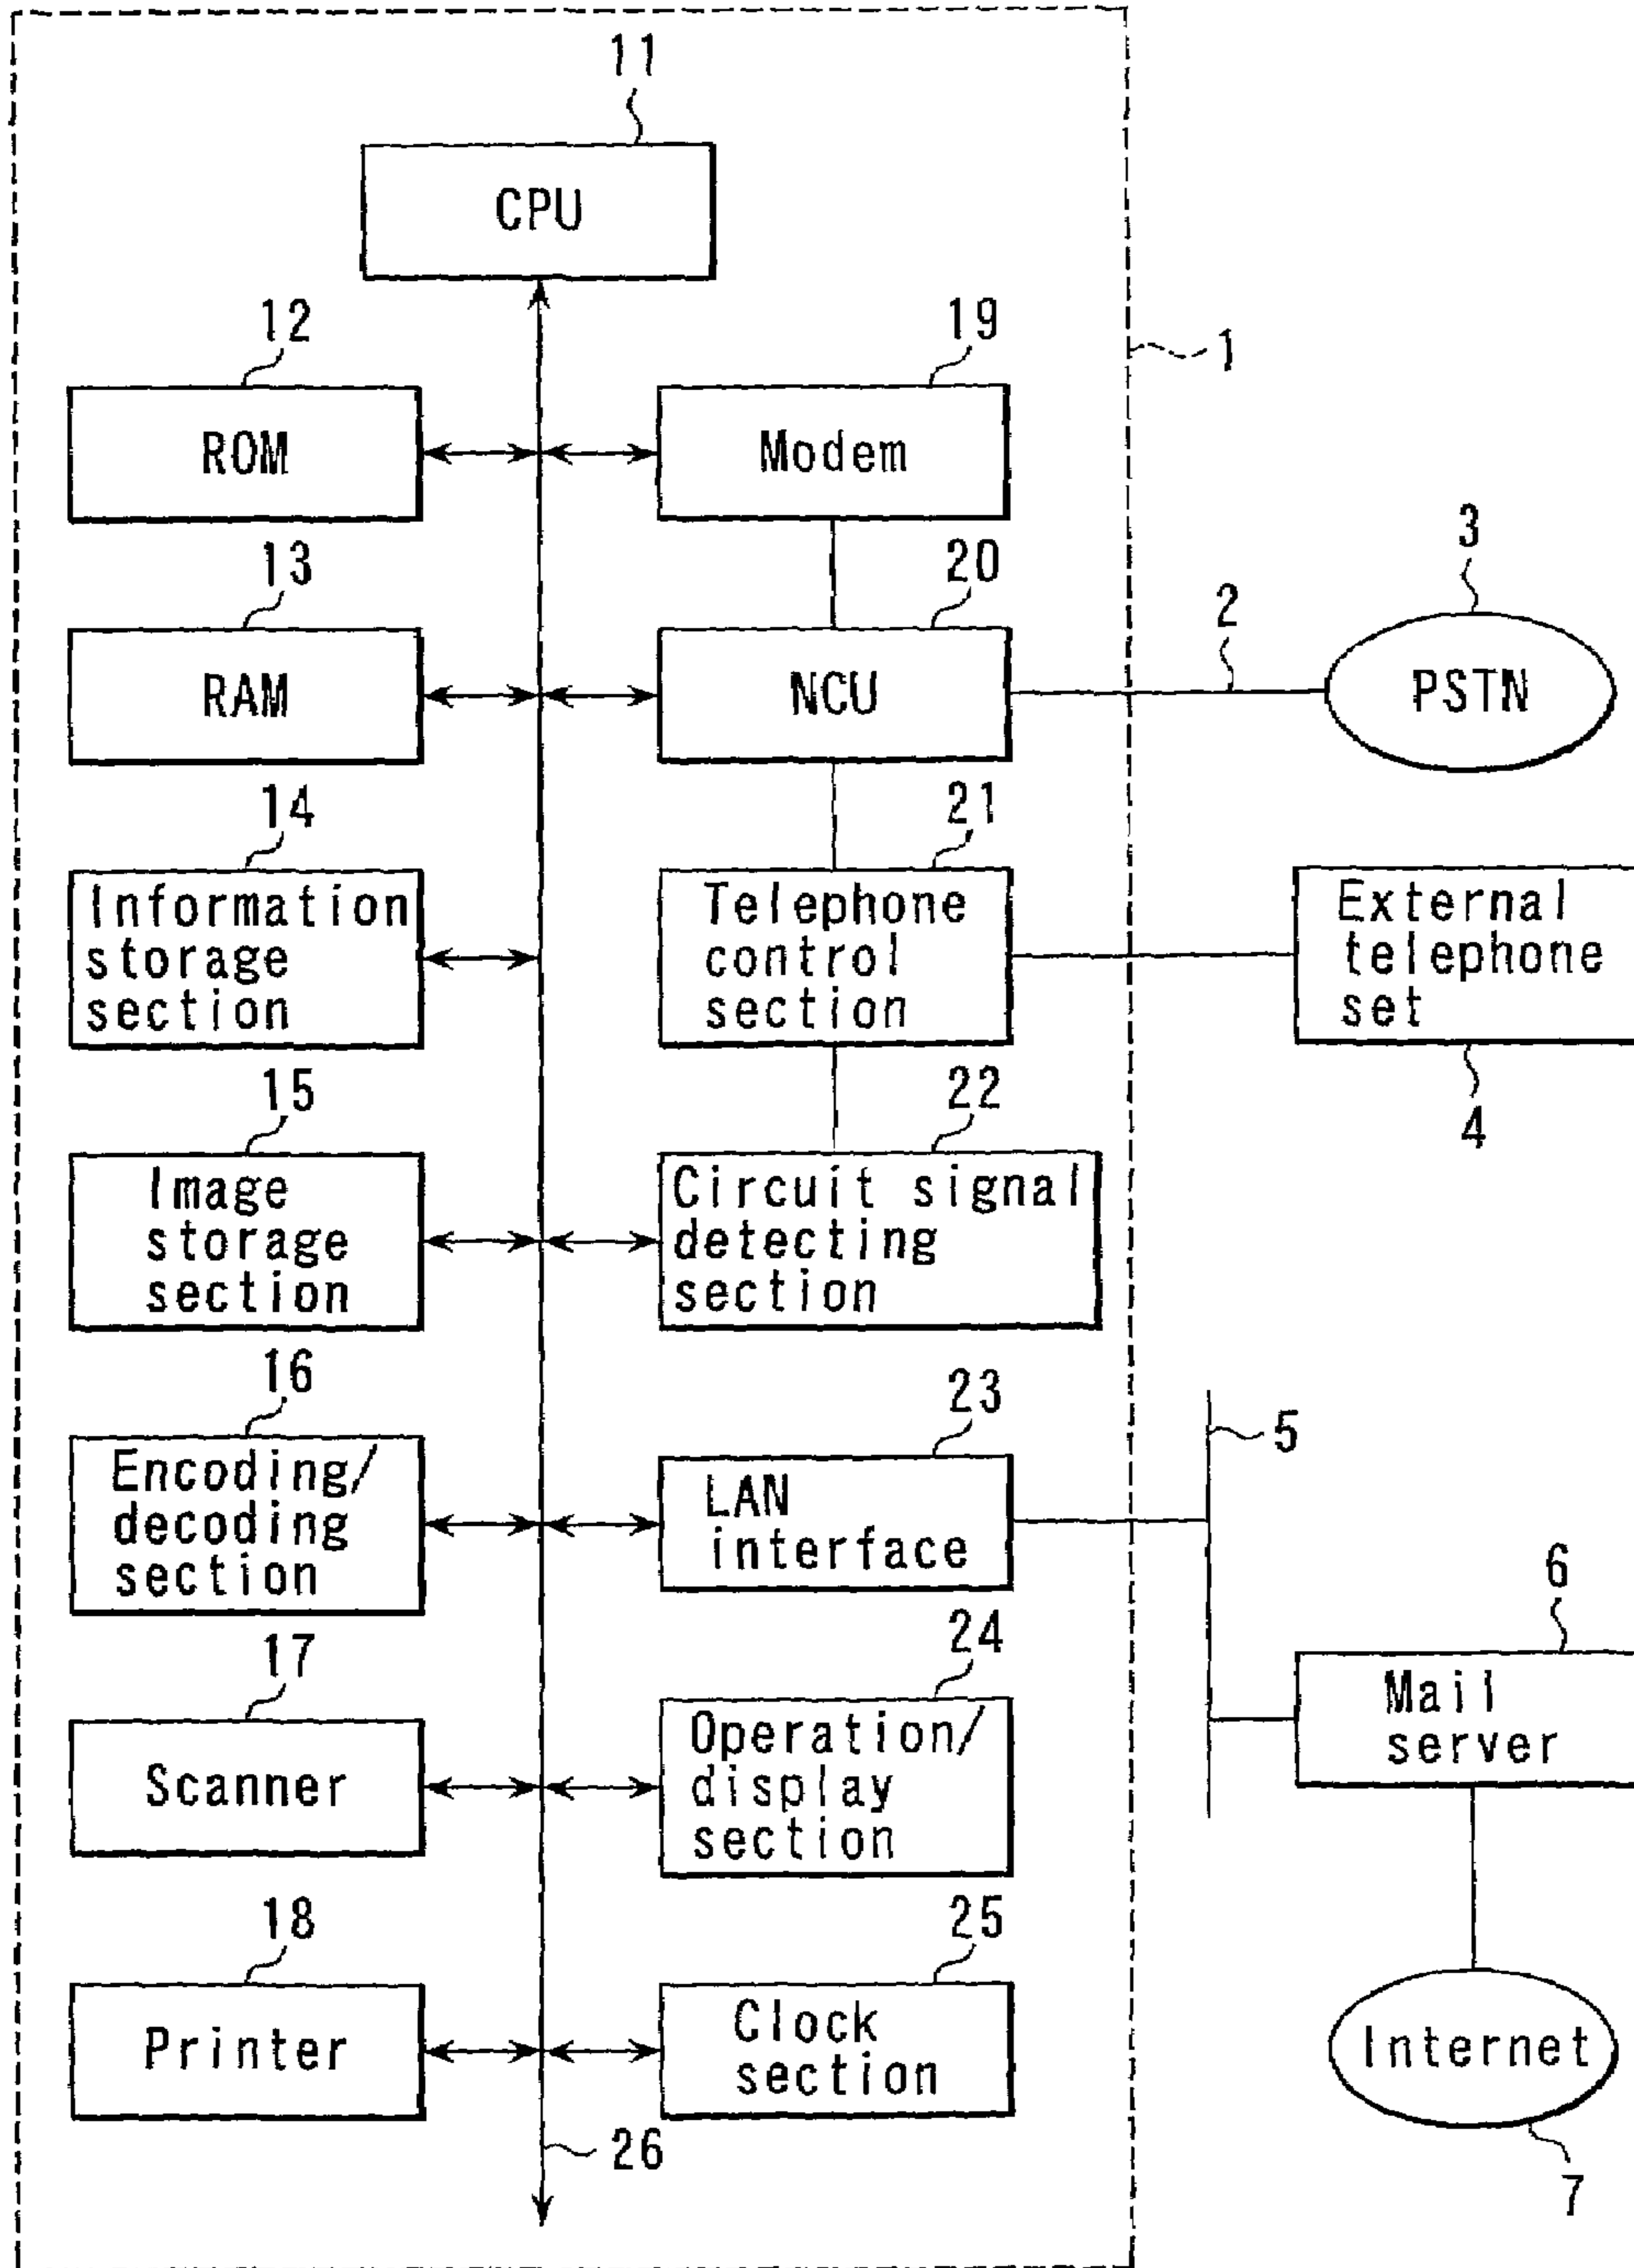 11
CPU
12
ROM
19
Modem
1
13
RAM
20
NCU
2
3
PSTN
14
Information
storage
section
21
Telephone
control
section
External
telephone
set
4
15
Image
storage
section
22
Circuit signal
detecting
section
16
Encoding/
decoding
section
23
LAN
interface
5
6
Mail
server
17
Scanner
24
Operation/
display
section
18
Printer
25
Clock
section
Internet
7
26